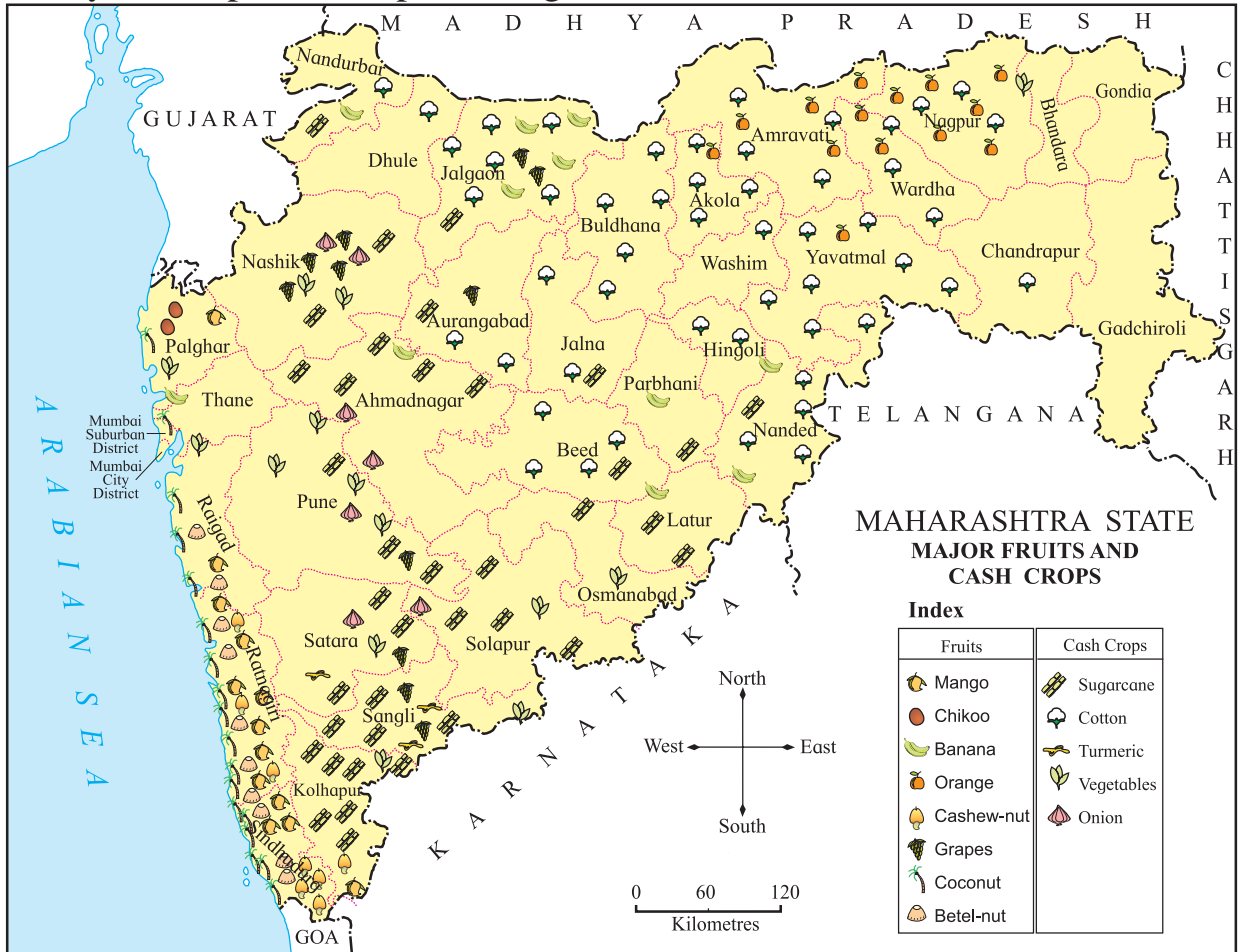 M A D H Y A P R A D E S H
C H H A T T I S G A R H
GUJARAT
Nandurbar
Dhule
Jalgaon
Buldhana
Akola
Amravati
Nagpur
Bhandara
Gondia
Wardha
Nashik
Washim
Yavatmal
Chandrapur
Gadchiroli
Aurangabad
Jalna
Hingoli
Parbhani
Palghar
Thane
Ahmadnagar
Nanded
TELANGANA
Mumbai
Suburban
District
Mumbai
City
District
Beed
Pune
Raigad
Latur
Osmanabad
Satara
Solapur
Ratnagiri
Sangli
Kolhapur
Sindhudurg
GOA
KARNATAKA
ARABIAN SEA
MAHARASHTRA STATE
MAJOR FRUITS AND
CASH CROPS
Index
Fruits
Mango
Chikoo
Banana
Orange
Cashew-nut
Grapes
Coconut
Betel-nut
Cash Crops
Sugarcane
Cotton
Turmeric
Vegetables
Onion
North
West
East
South
0 60 120
Kilometres